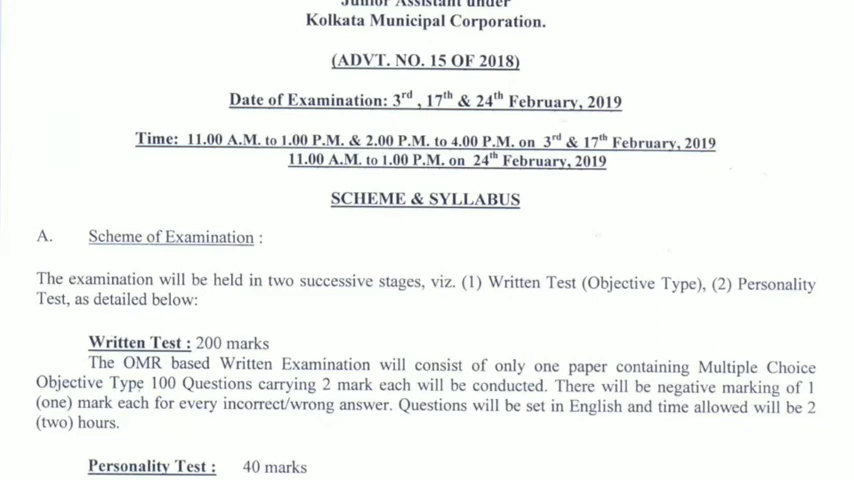 Junior Assistant under
Kolkata Municipal Corporation.
(ADVT. NO. 15 OF 2018)
Date of Examination: 3rd , 17th & 24th February, 2019
Time: 11.00 A.M. to 1.00 P.M. & 2.00 P.M. to 4.00 P.M. on 3rd & 17th February, 2019
11.00 A.M. to 1.00 P.M. on 24th February, 2019
SCHEME & SYLLABUS
A. Scheme of Examination :
The examination will be held in two successive stages, viz. (1) Written Test (Objective Type), (2) Personality
Test, as detailed below:
Written Test : 200 marks
The OMR based Written Examination will consist of only one paper containing Multiple Choice
Objective Type 100 Questions carrying 2 mark each will be conducted. There will be negative marking of 1
(one) mark each for every incorrect/wrong answer. Questions will be set in English and time allowed will be 2
(two) hours.
Personality Test : 40 marks